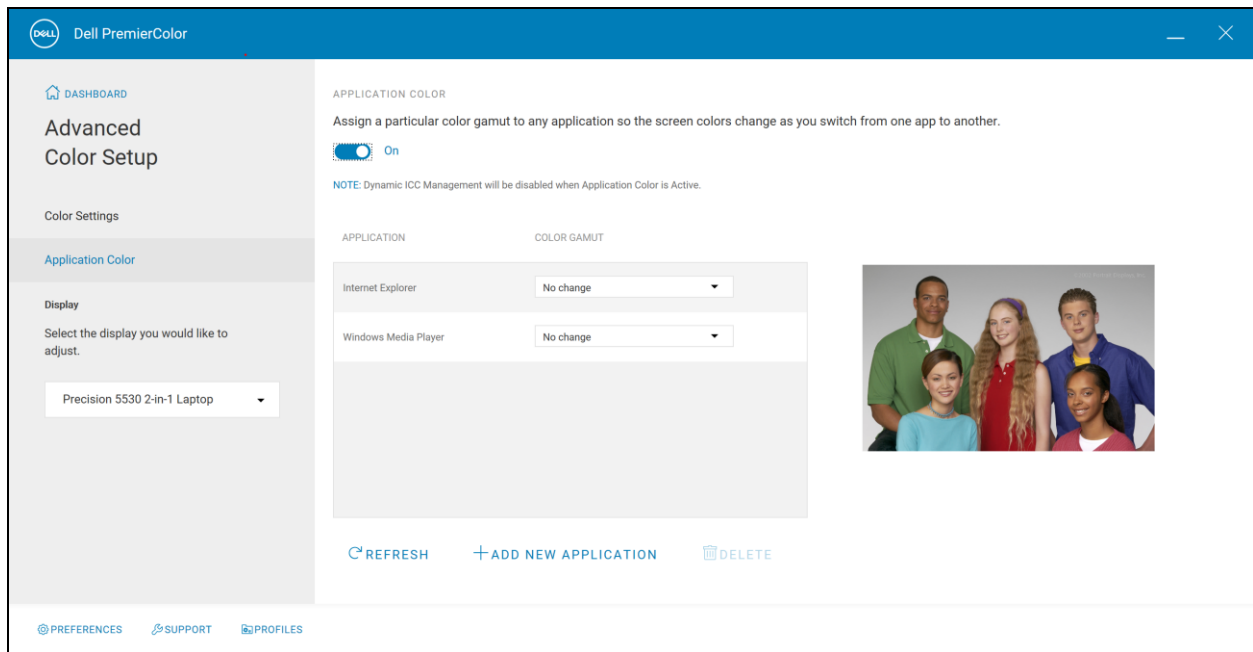 DELL
Dell PremierColor
DASHBOARD
Advanced
Color Setup
Color Settings
Application Color
Display
Select the display you would like to
adjust.
Precision 5530 2-in-1 Laptop
APPLICATION COLOR
Assign a particular color gamut to any application so the screen colors change as you switch from one app to another.
On
NOTE: Dynamic ICC Management will be disabled when Application Color is Active.
APPLICATION COLOR GAMUT
Internet Explorer No change
Windows Media Player No change
REFRESH ADD NEW APPLICATION DELETE
PREFERENCES SUPPORT PROFILES